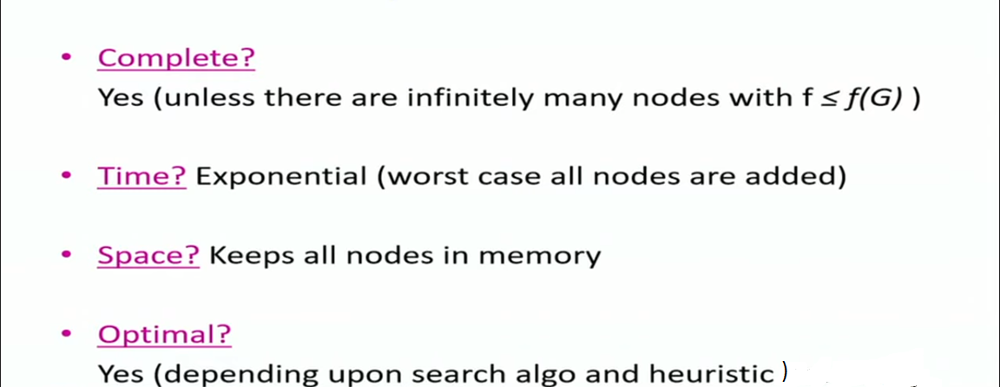 • Complete?
Yes (unless there are infinitely many nodes with f ≤ f(G) )
• Time? Exponential (worst case all nodes are added)
• Space? Keeps all nodes in memory
• Optimal?
Yes (depending upon search algo and heuristic )